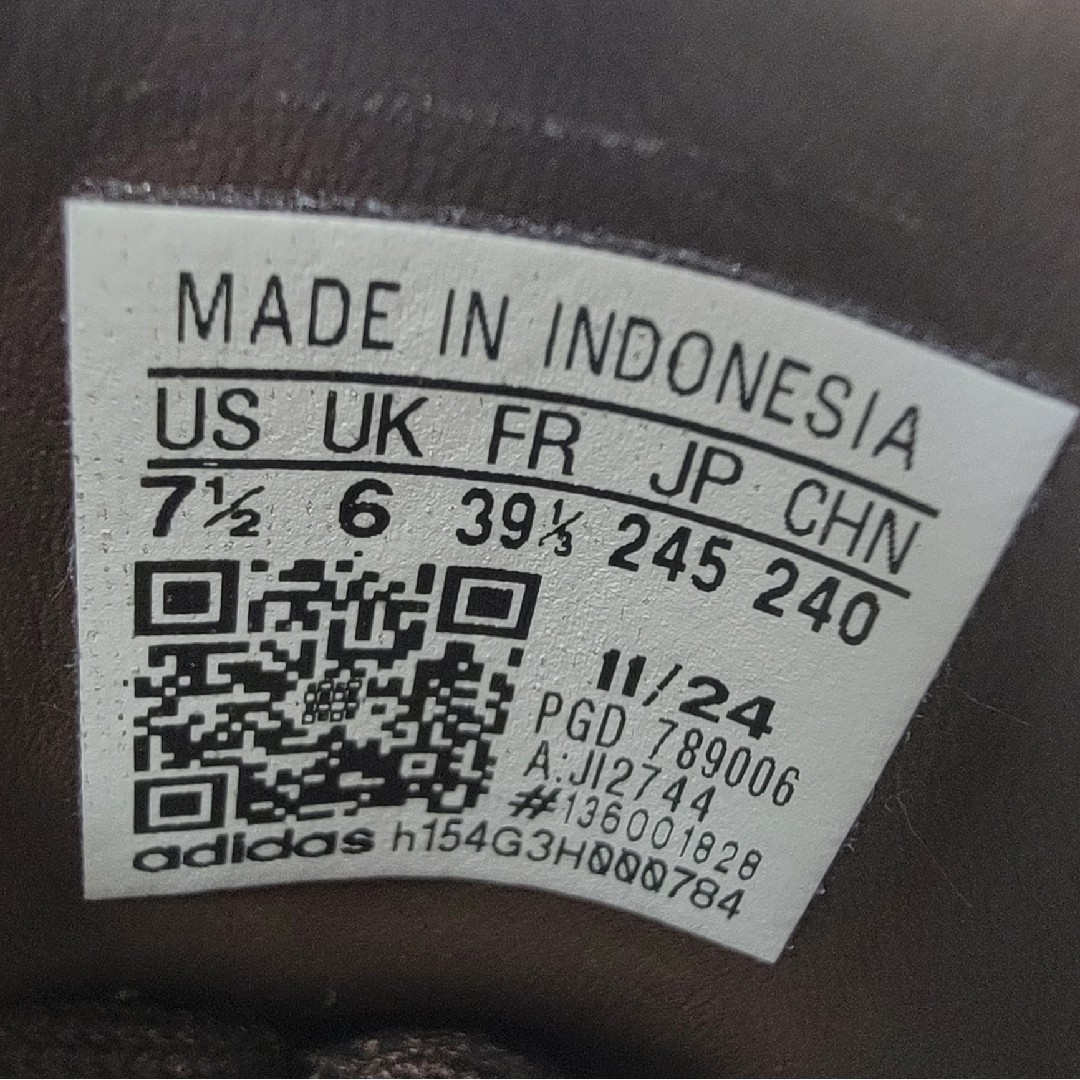 MADE IN INDONESIA
US UK FR JP CHN
7½ 6 39⅓ 245 240
11/24
PGD 789006
A:JI2744
#136001828
adidas h154G3H000784